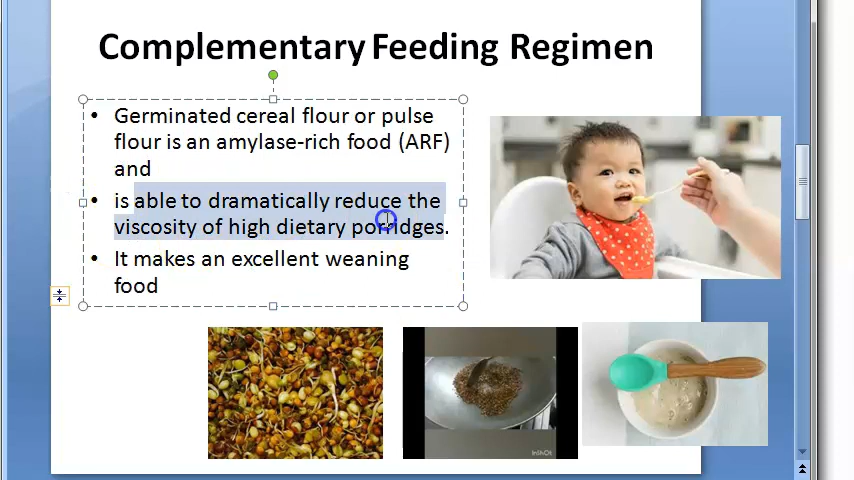 Complementary Feeding Regimen
• Germinated cereal flour or pulse
flour is an amylase-rich food (ARF)
and
• is able to dramatically reduce the
viscosity of high dietary porridges.
• It makes an excellent weaning
food
InShOt